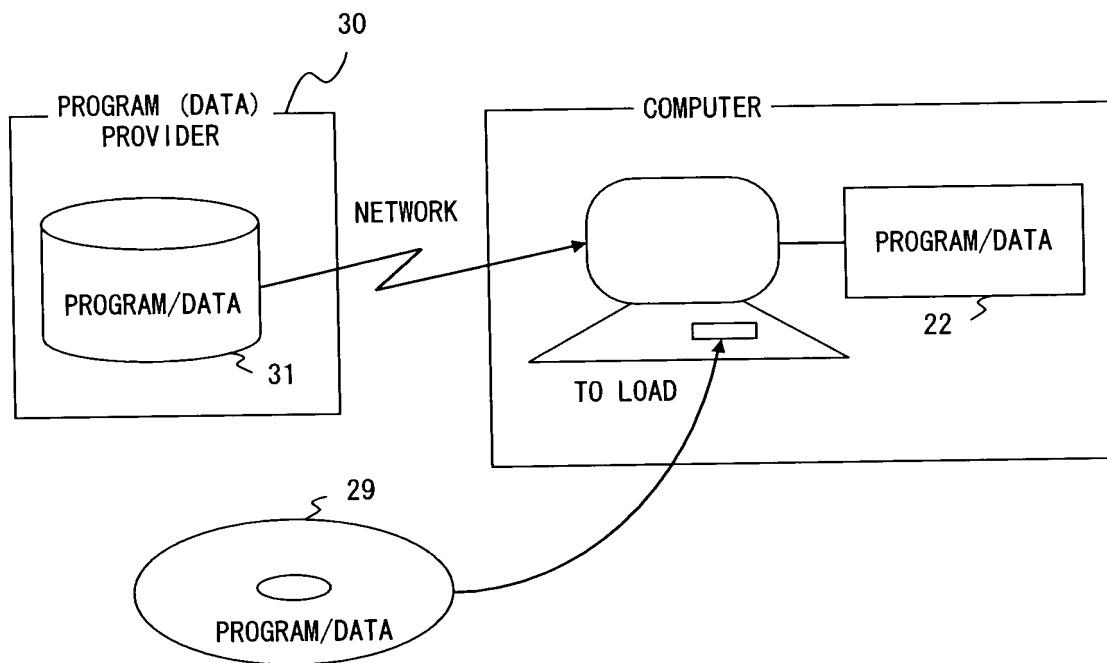 30
PROGRAM (DATA)
PROVIDER
COMPUTER
NETWORK
PROGRAM/DATA
PROGRAM/DATA
22
31
TO LOAD
29
PROGRAM/DATA